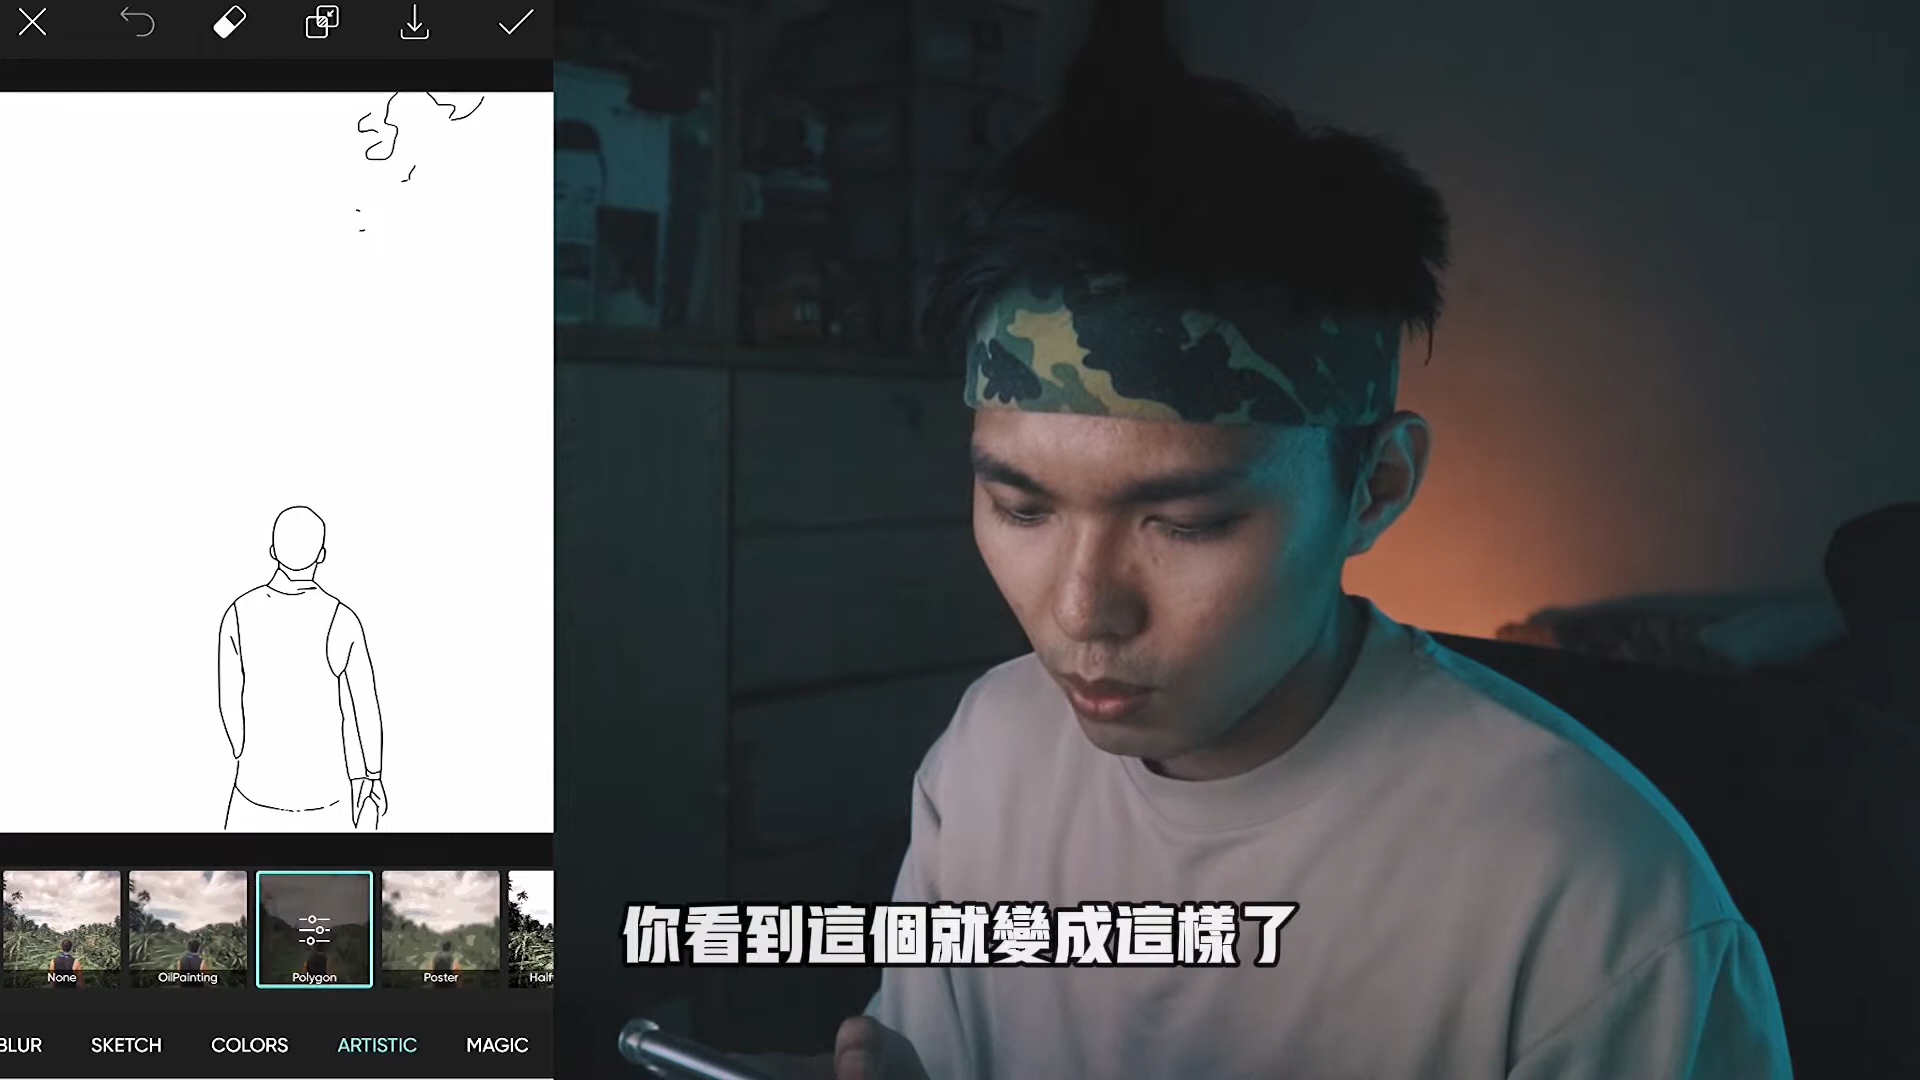 None
OilPainting
Polygon
Poster
Half
BLUR
SKETCH
COLORS
ARTISTIC
MAGIC
你看到這個就變成這樣了